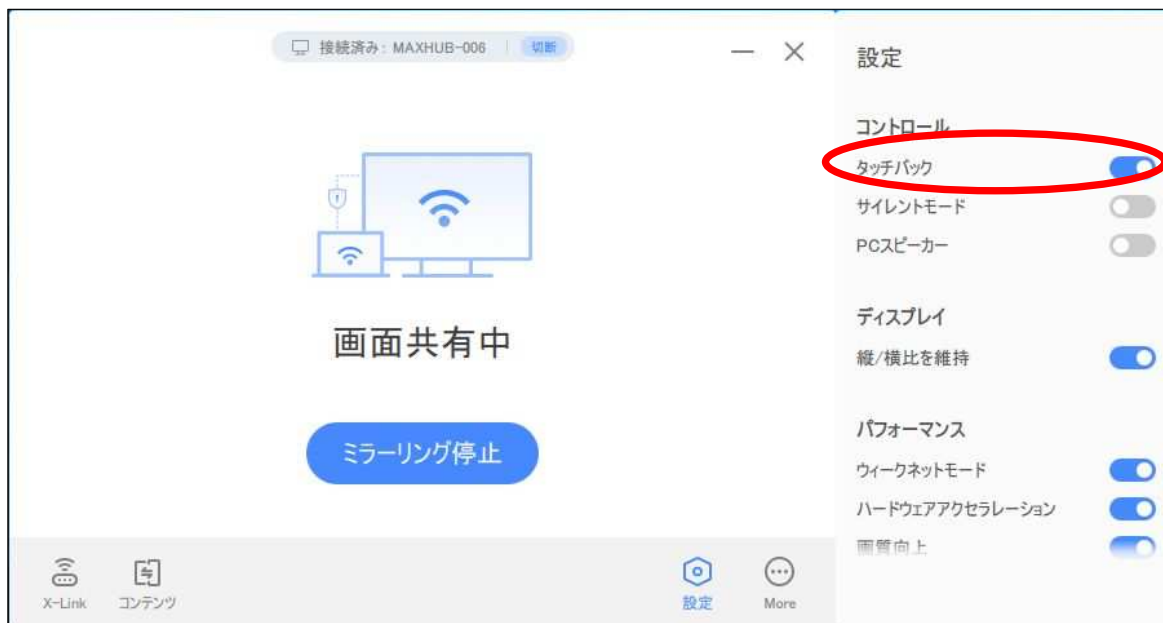 接続済み: MAXHUB-006 切断
画面共有中
ミラーリング停止
X-Link
コンテンツ
設定
More
設定
コントロール
タッチバック
サイレントモード
PCスピーカー
ディスプレイ
縦/横比を維持
パフォーマンス
ウィークネットモード
ハードウェアアクセラレーション
画質向上